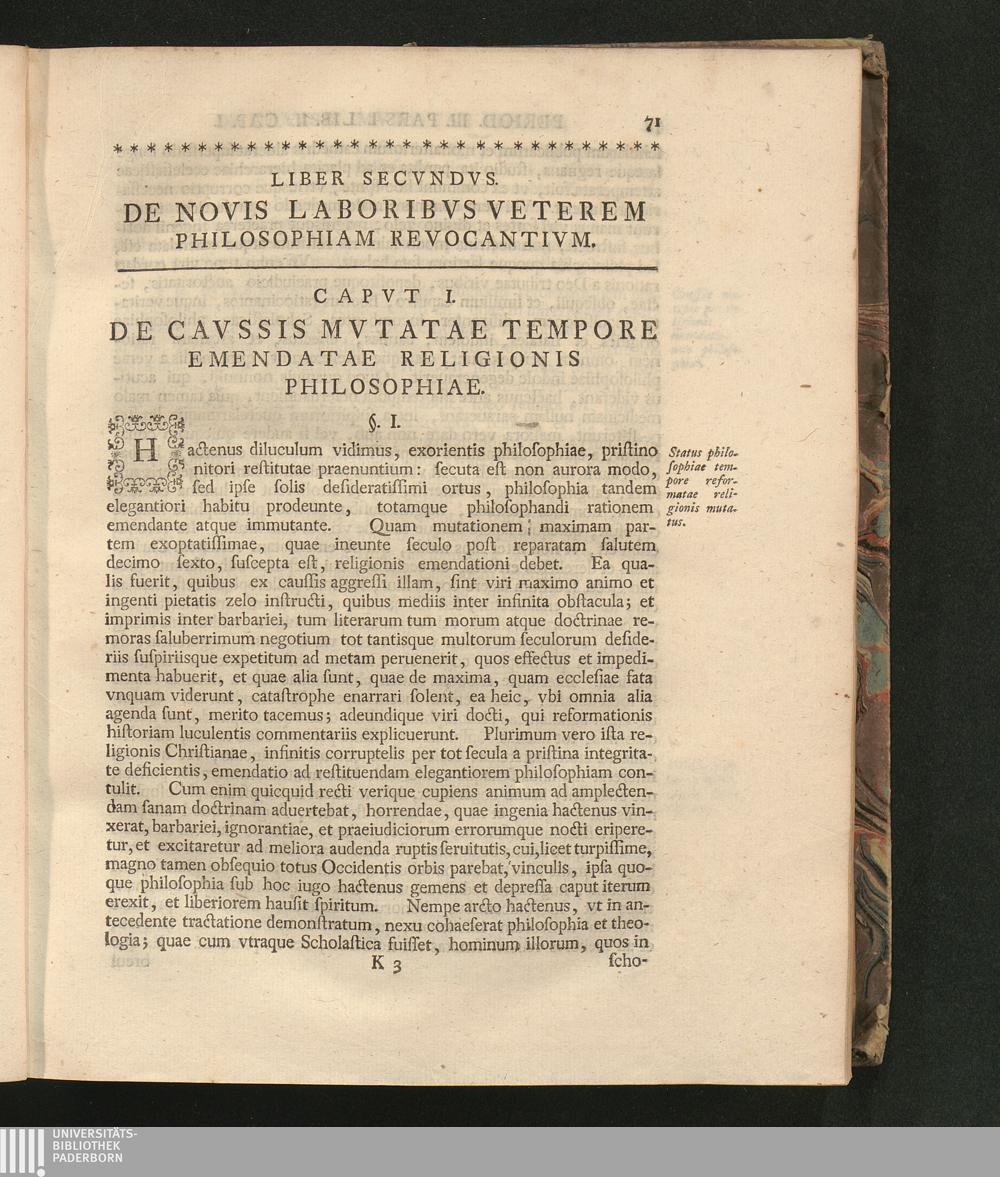 71
* * * * * * * * * * * * * * * * * * * * * * * * * * * * * * * * *
LIBER SECVNDVS.
DE NOVIS LABORIBVS VETEREM
PHILOSOPHIAM REVOCANTIVM.
CAPVT I.
DE CAVSSIS MVTATAE TEMPORE
EMENDATAE RELIGIONIS
PHILOSOPHIAE.
§. I.
Hactenus diluculum vidimus, exorientis philoſophiae, priſtino
nitori reſtitutae praenuntium: ſecuta eſt non aurora modo,
ſed ipſe ſolis deſideratiſſimi ortus, philoſophia tandem
elegantiori habitu prodeunte, totamque philoſophandi rationem
emendante atque immutante. Quam mutationem maximam par-
tem exoptatiſſimae, quae ineunte ſeculo poſt reparatam ſalutem
decimo ſexto, ſuſcepta eſt, religionis emendationi debet. Ea qua-
lis fuerit, quibus ex cauſſis aggreſſi illam, ſint viri maximo animo et
ingenti pietatis zelo inſtructi, quibus mediis inter infinita obſtacula; et
imprimis inter barbariei, tum literarum tum morum atque doctrinae re-
moras ſaluberrimum negotium tot tantisque multorum ſeculorum deſide-
riis ſuſpiriisque expetitum ad metam peruenerit, quos effectus et impedi-
menta habuerit, et quae alia ſunt, quae de maxima, quam eccleſiae fata
vnquam viderunt, cataſtrophe enarrari ſolent, ea heic, vbi omnia alia
agenda ſunt, merito tacemus; adeundique viri docti, qui reformationis
hiſtoriam luculentis commentariis explicuerunt. Plurimum vero iſta re-
ligionis Chriſtianae, infinitis corruptelis per tot ſecula a priſtina integrita-
te deficientis, emendatio ad reſtituendam elegantiorem philoſophiam con-
tulit. Cum enim quicquid recti verique cupiens animum ad amplecten-
dam ſanam doctrinam aduertebat, horrendae, quae ingenia hactenus vin-
xerat, barbariei, ignorantiae, et praeiudiciorum errorumque nocti eripere-
tur, et excitaretur ad meliora audenda ruptis ſeruitutis, cui, licet turpiſſime,
magno tamen obſequio totus Occidentis orbis parebat, vinculis, ipſa quo-
que philoſophia ſub hoc iugo hactenus gemens et depreſſa caput iterum
erexit, et liberiorem hauſit ſpiritum. Nempe arcto hactenus, vt in an-
tecedente tractatione demonſtratum, nexu cohaeſerat philoſophia et theo-
logia; quae cum vtraque Scholaſtica fuiſſet, hominum illorum, quos in
K 3 ſcho-
Status philo-
ſophiae tem-
pore refor-
matae reli-
gionis muta-
tus.
UNIVERSITÄTS-
BIBLIOTHEK
PADERBORN